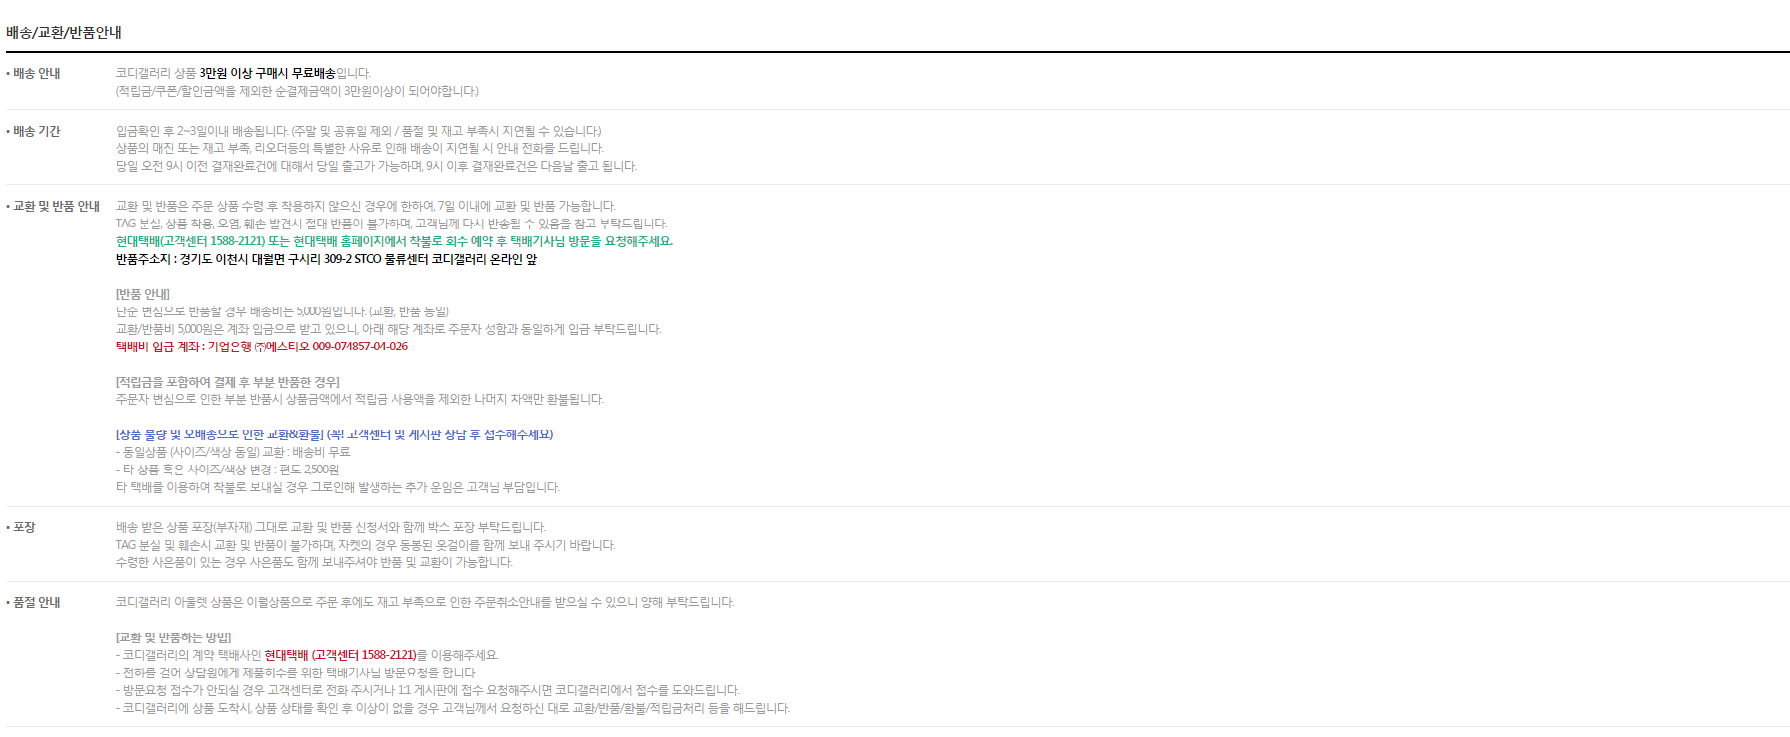 배송/교환/반품안내
• 배송 안내
코디갤러리 상품 3만원 이상 구매시 무료배송입니다.
(적립금/쿠폰/할인금액을 제외한 순결제금액이 3만원이상이 되어야합니다.)
• 배송 기간
입금확인 후 2~3일이내 배송됩니다. (주말 및 공휴일 제외 / 품절 및 재고 부족시 지연될 수 있습니다.)
상품의 매진 또는 재고 부족, 리오더등의 특별한 사유로 인해 배송이 지연될 시 안내 전화를 드립니다.
당일 오전 9시 이전 결재완료건에 대해서 당일 출고가 가능하며, 9시 이후 결재완료건은 다음날 출고 됩니다.
• 교환 및 반품 안내
교환 및 반품은 주문 상품 수령 후 착용하지 않으신 경우에 한하여, 7일 이내에 교환 및 반품 가능합니다.
TAG 분실, 상품 착용, 오염, 훼손 발견시 절대 반품이 불가하며, 고객님께 다시 반송될 수 있음을 참고 부탁드립니다.
현대택배(고객센터 1588-2121) 또는 현대택배 홈페이지에서 착불로 회수 예약 후 택배기사님 방문을 요청해주세요.
반품주소지 : 경기도 이천시 대월면 구시리 309-2 STCO 물류센터 코디갤러리 온라인 앞
[반품 안내]
단순 변심으로 반품할 경우 배송비는 5,000원입니다. (교환, 반품 동일)
교환/반품비 5,000원은 계좌 입금으로 받고 있으니, 아래 해당 계좌로 주문자 성함과 동일하게 입금 부탁드립니다.
택배비 입금 계좌 : 기업은행 ㈜에스티오 009-074857-04-026
[적립금을 포함하여 결제 후 부분 반품한 경우]
주문자 변심으로 인한 부분 반품시 상품금액에서 적립금 사용액을 제외한 나머지 차액만 환불됩니다.
[상품 불량 및 오배송으로 인한 교환&환불] (꼭! 고객센터 및 게시판 상담 후 접수해주세요)
- 동일상품 (사이즈/색상 동일) 교환 : 배송비 무료
- 타 상품 혹은 사이즈/색상 변경 : 편도 2,500원
타 택배를 이용하여 착불로 보내실 경우 그로인해 발생하는 추가 운임은 고객님 부담입니다.
• 포장
배송 받은 상품 포장(부자재) 그대로 교환 및 반품 신청서와 함께 박스 포장 부탁드립니다.
TAG 분실 및 훼손시 교환 및 반품이 불가하며, 자켓의 경우 동봉된 옷걸이를 함께 보내 주시기 바랍니다.
수령한 사은품이 있는 경우 사은품도 함께 보내주셔야 반품 및 교환이 가능합니다.
• 품절 안내
코디갤러리 아울렛 상품은 이월상품으로 주문 후에도 재고 부족으로 인한 주문취소안내를 받으실 수 있으니 양해 부탁드립니다.
[교환 및 반품하는 방법]
- 코디갤러리의 계약 택배사인 현대택배 (고객센터 1588-2121)를 이용해주세요.
- 전화를 걸어 상담원에게 제품회수를 위한 택배기사님 방문요청을 합니다.
- 방문요청 접수가 안되실 경우 고객센터로 전화 주시거나 1:1 게시판에 접수 요청해주시면 코디갤러리에서 접수를 도와드립니다.
- 코디갤러리에 상품 도착시, 상품 상태를 확인 후 이상이 없을 경우 고객님께서 요청하신 대로 교환/반품/환불/적립금처리 등을 해드립니다.